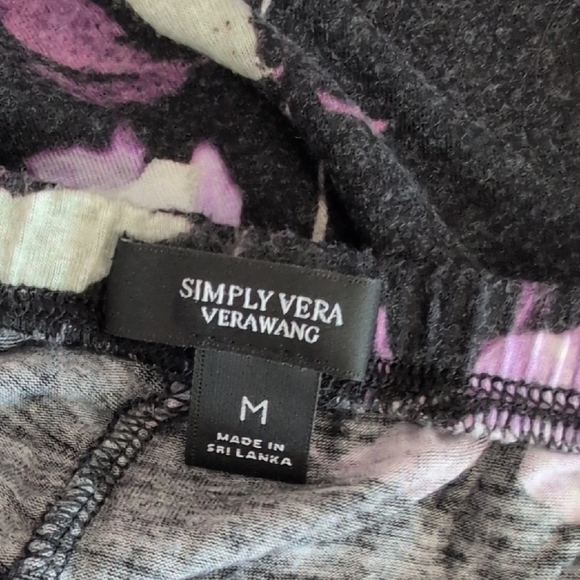 SIMPLY VERA
VERAWANG
M
MADE IN
SRI LANKA